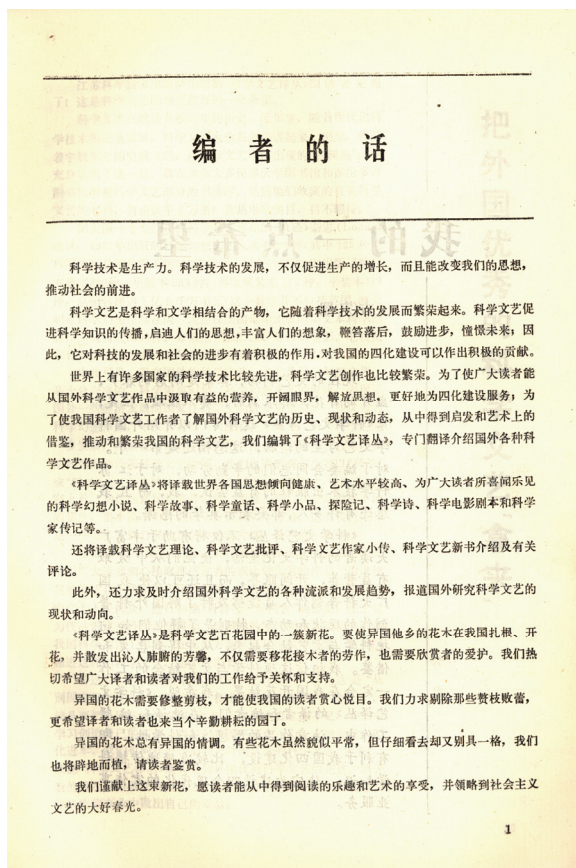 编者的话
科学技术是生产力。科学技术的发展，不仅促进生产的增长，而且能改变我们的思想，
推动社会的前进。
科学文艺是科学和文学相结合的产物，它随着科学技术的发展而繁荣起来。科学文艺促
进科学知识的传播，启迪人们的思想，丰富人们的想象，鞭笞落后，鼓励进步，憧憬未来；因
此，它对科技的发展和社会的进步有着积极的作用．对我国的四化建设可以作出积极的贡献。
世界上有许多国家的科学技术比较先进，科学文艺创作也比较繁荣。为了使广大读者能
从国外科学文艺作品中汲取有益的营养，开阔眼界，解放思想，更好地为四化建设服务；为
了使我国科学文艺工作者了解国外科学文艺的历史、现状和动态，从中得到启发和艺术上的
借鉴，推动和繁荣我国的科学文艺，我们编辑了《科学文艺译丛》，专门翻译介绍国外各种科
学文艺作品。
《科学文艺译丛》将译载世界各国思想倾向健康、艺术水平较高、为广大读者所喜闻乐见
的科学幻想小说、科学故事、科学童话、科学小品、探险记、科学诗、科学电影剧本和科学
家传记等。
还将译载科学文艺理论、科学文艺批评、科学文艺作家小传、科学文艺新书介绍及有关
评论。
此外，还力求及时介绍国外科学文艺的各种流派和发展趋势，报道国外研究科学文艺的
现状和动向。
《科学文艺译丛》是科学文艺百花园中的一簇新花。要使异国他乡的花木在我国扎根、开
花，并散发出沁人肺腑的芳馨，不仅需要移花接木者的劳作，也需要欣赏者的爱护。我们热
切希望广大译者和读者对我们的工作给予关怀和支持。
异国的花木需要修整剪枝，才能使我国的读者赏心悦目。我们力求剔除那些赘枝败蕾，
更希望译者和读者也来当个辛勤耕耘的园丁。
异国的花木总有异国的情调。有些花木虽然貌似平常，但仔细看去却又别具一格，我们
也将辟地而植，请读者鉴赏。
我们谨献上这束新花，愿读者能从中得到阅读的乐趣和艺术的享受，并领略到社会主义
文艺的大好春光。
1